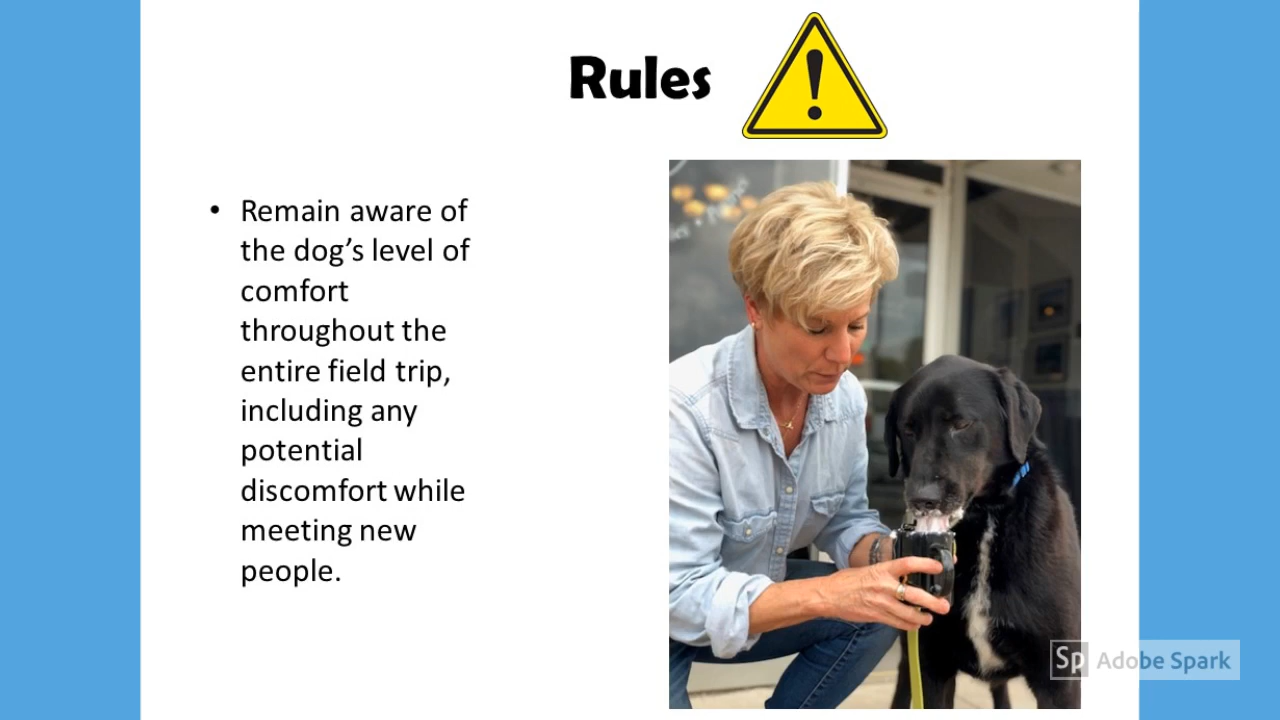 Rules
• Remain aware of
the dog’s level of
comfort
throughout the
entire field trip,
including any
potential
discomfort while
meeting new
people.
Sp Adobe Spark